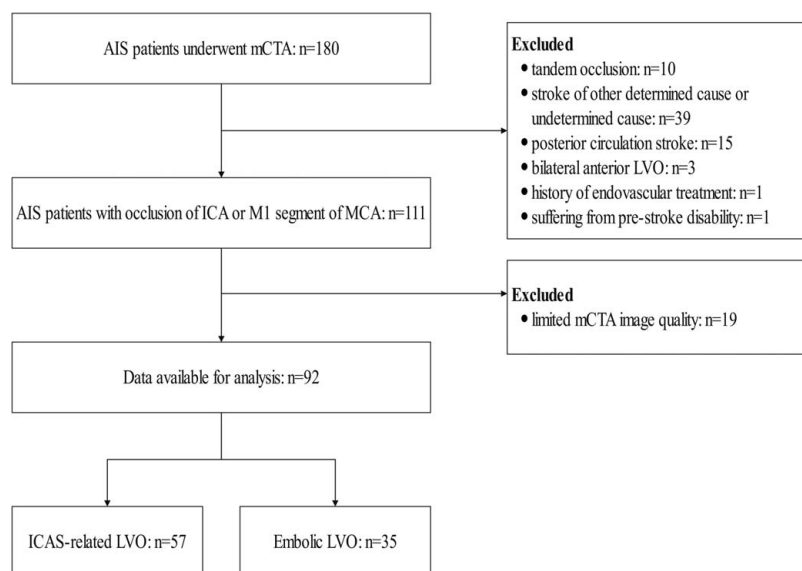 AIS patients underwent mCTA: n=180
Excluded
• tandem occlusion: n=10
• stroke of other determined cause or
undetermined cause: n=39
• posterior circulation stroke: n=15
• bilateral anterior LVO: n=3
• history of endovascular treatment: n=1
• suffering from pre-stroke disability: n=1
AIS patients with occlusion of ICA or M1 segment of MCA: n=111
Excluded
• limited mCTA image quality: n=19
Data available for analysis: n=92
ICAS-related LVO: n=57
Embolic LVO: n=35